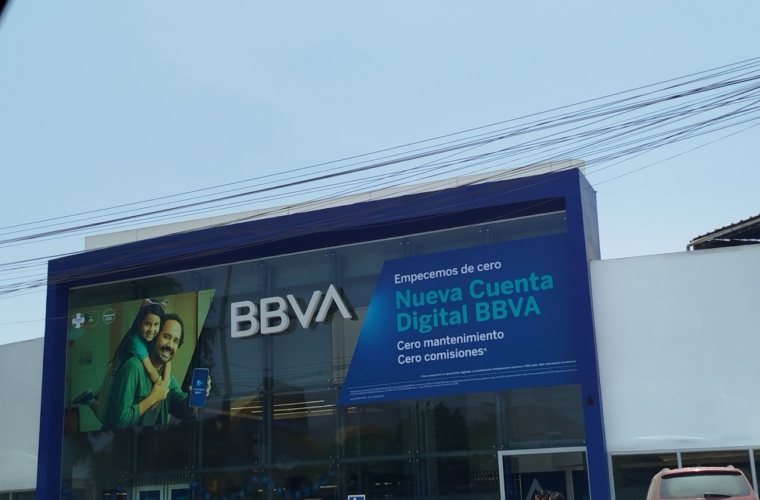 BBVA
Empecemos de cero
Nueva Cuenta
Digital BBVA
Cero mantenimiento
Cero comisiones*